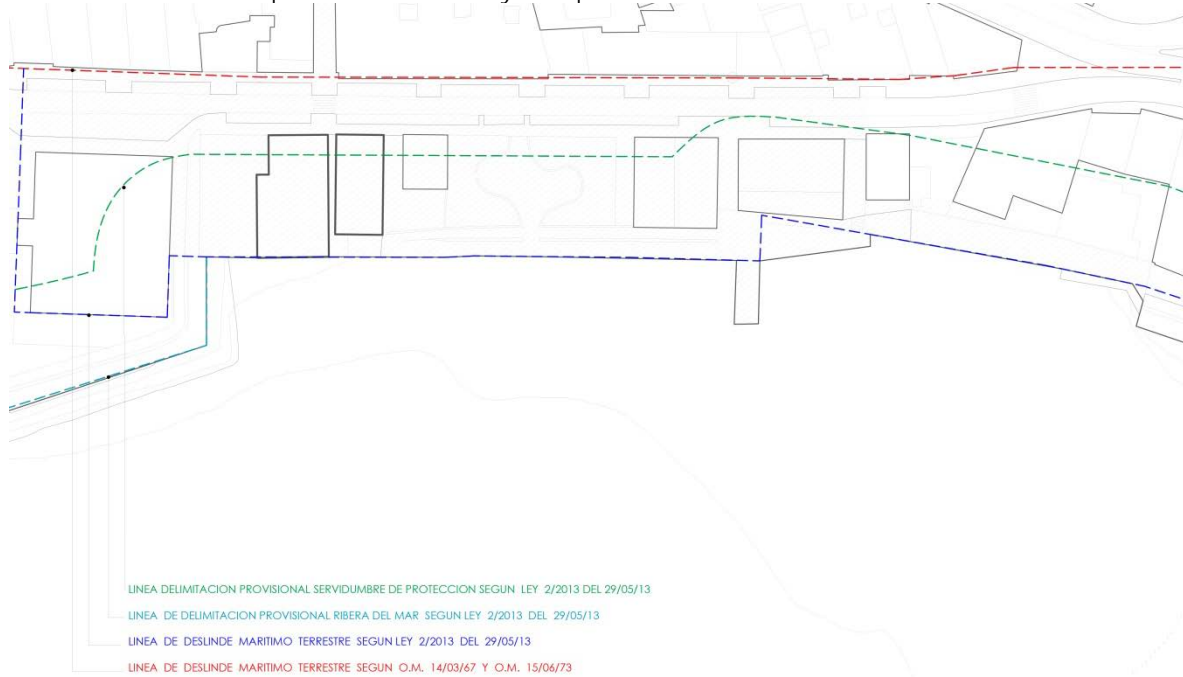 LINEA DELIMITACION PROVISIONAL SERVIDUMBRE DE PROTECCION SEGUN LEY 2/2013 DEL 29/05/13
LINEA DE DELIMITACION PROVISIONAL RIBERA DEL MAR SEGUN LEY 2/2013 DEL 29/05/13
LINEA DE DESLINDE MARITIMO TERRESTRE SEGUN LEY 2/2013 DEL 29/05/13
LINEA DE DESLINDE MARITIMO TERRESTRE SEGUN O.M. 14/03/67 Y O.M. 15/06/73